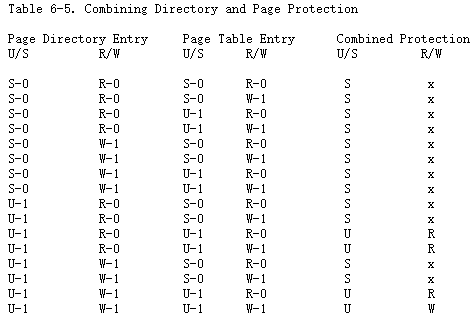 Table 6-5. Combining Directory and Page Protection
Page Directory Entry Page Table Entry Combined Protection
U/S R/W U/S R/W U/S R/W
S-0 R-0 S-0 R-0 S x
S-0 R-0 S-0 W-1 S x
S-0 R-0 U-1 R-0 S x
S-0 R-0 U-1 W-1 S x
S-0 W-1 S-0 R-0 S x
S-0 W-1 S-0 W-1 S x
S-0 W-1 U-1 R-0 S x
S-0 W-1 U-1 W-1 S x
U-1 R-0 S-0 R-0 S x
U-1 R-0 S-0 W-1 S x
U-1 R-0 U-1 R-0 U R
U-1 R-0 U-1 W-1 U R
U-1 W-1 S-0 R-0 S x
U-1 W-1 S-0 W-1 S x
U-1 W-1 U-1 R-0 U R
U-1 W-1 U-1 W-1 U W